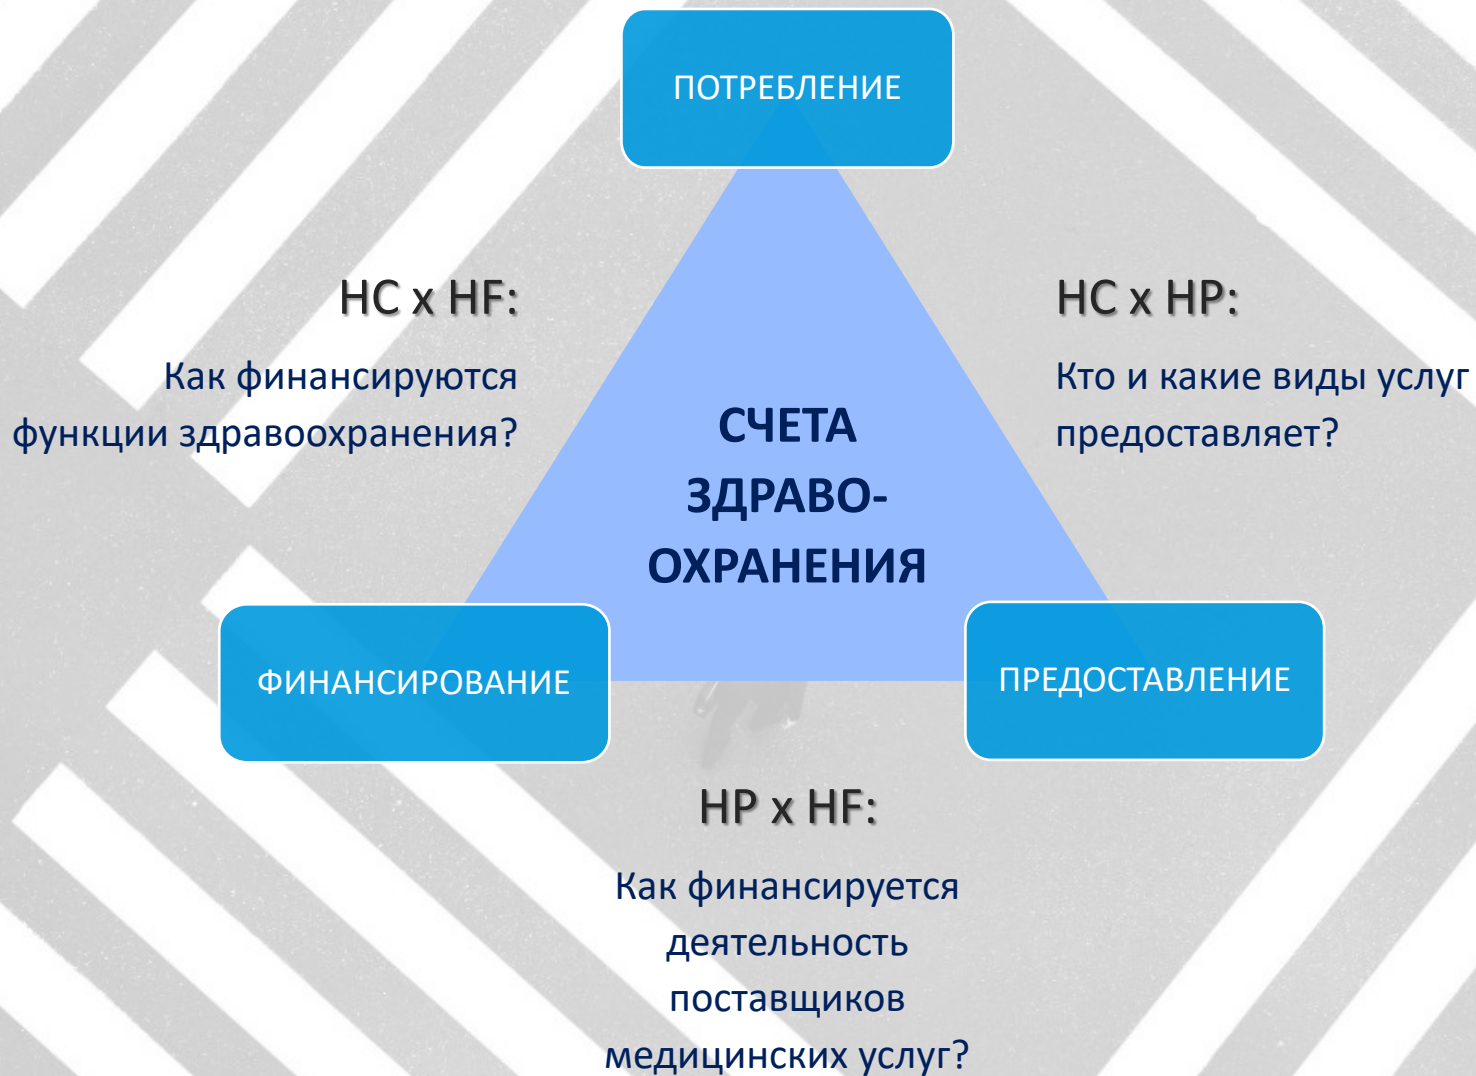 ПОТРЕБЛЕНИЕ
HC x HF:
Как финансируются
функции здравоохранения?
HC x HP:
Кто и какие виды услуг
предоставляет?
СЧЕТА
ЗДРАВО-
ОХРАНЕНИЯ
ФИНАНСИРОВАНИЕ
ПРЕДОСТАВЛЕНИЕ
HP x HF:
Как финансируется
деятельность
поставщиков
медицинских услуг?